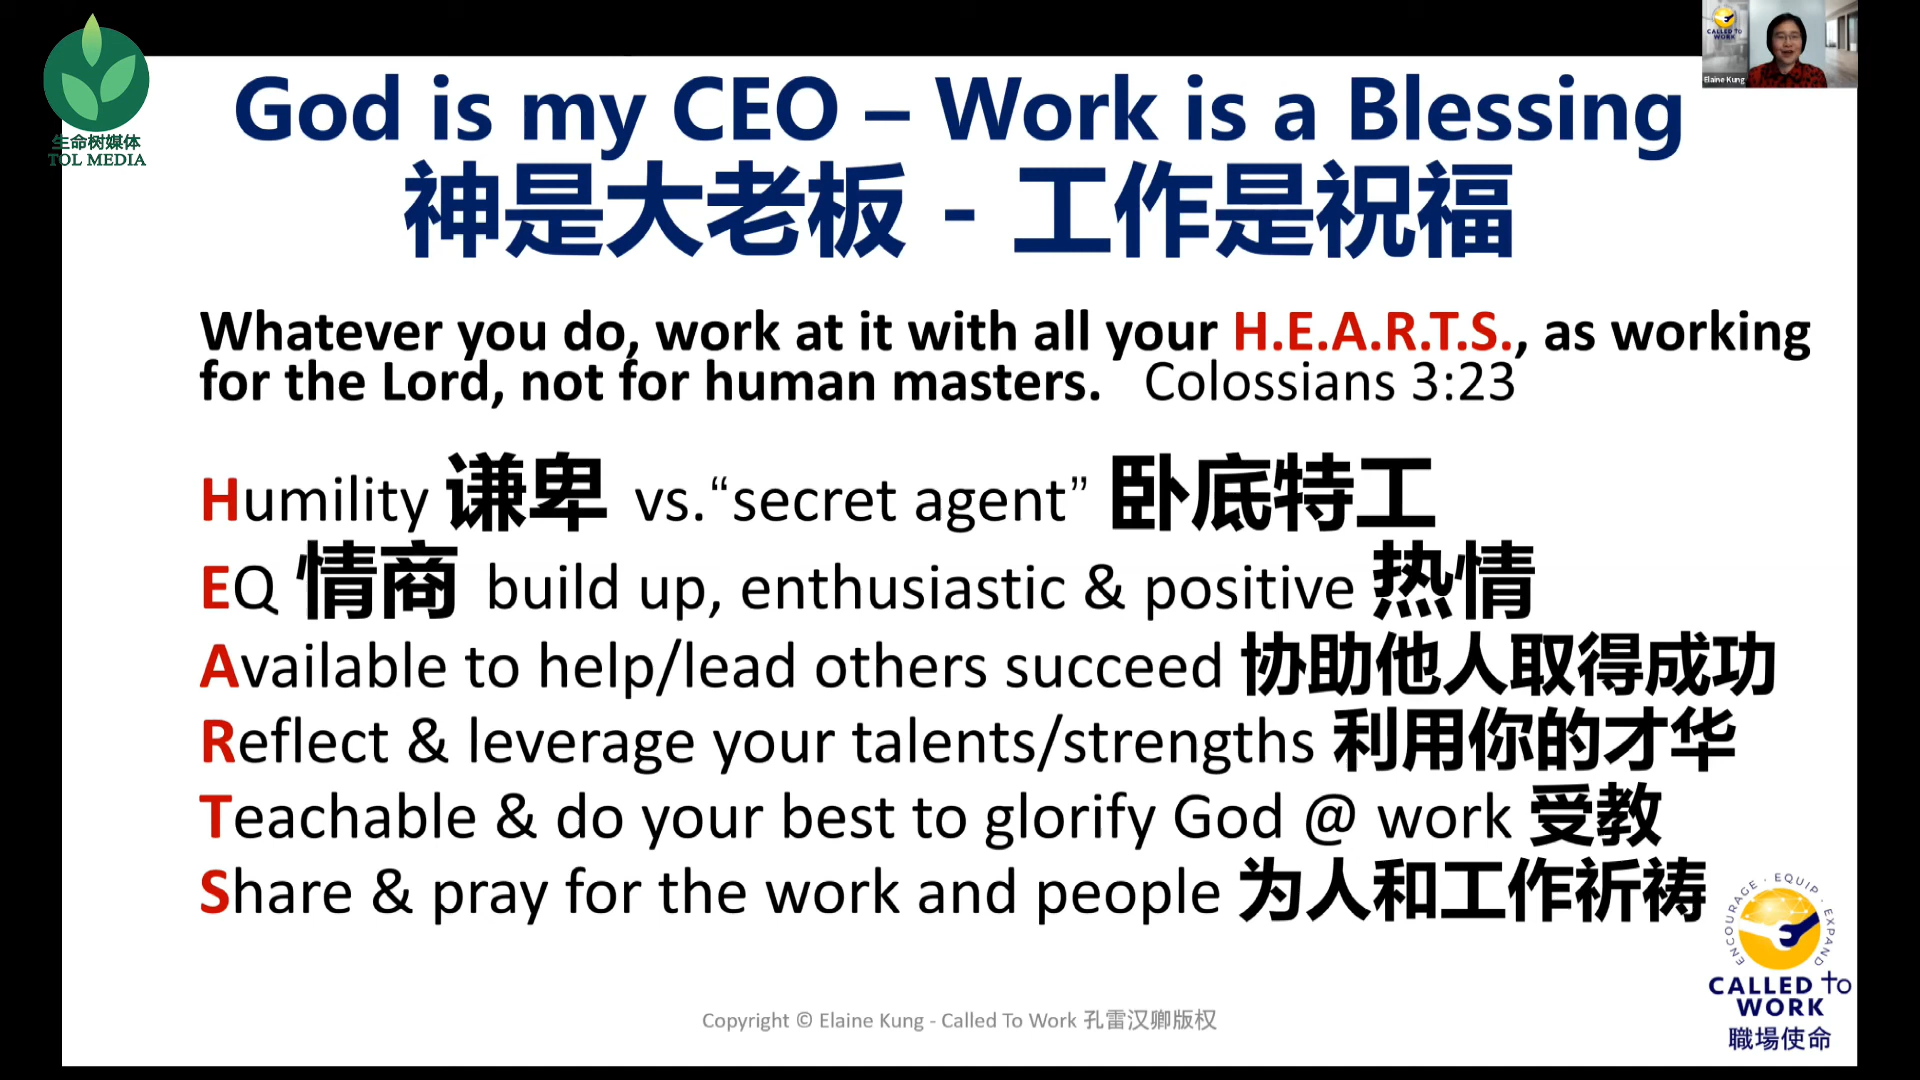 生命树媒体
TOL MEDIA
CALLED TO
WORK
Elaine Kung
God is my CEO – Work is a Blessing
神是大老板 - 工作是祝福
Whatever you do, work at it with all your H.E.A.R.T.S., as working
for the Lord, not for human masters. Colossians 3:23
Humility 谦卑 vs.“secret agent” 卧底特工
EQ 情商 build up, enthusiastic & positive 热情
Available to help/lead others succeed 协助他人取得成功
Reflect & leverage your talents/strengths 利用你的才华
Teachable & do your best to glorify God @ work 受教
Share & pray for the work and people 为人和工作祈祷
ENCOURAGE · EQUIP · EXPAND
CALLED TO
WORK
職場使命
Copyright © Elaine Kung - Called To Work 孔雷汉卿版权